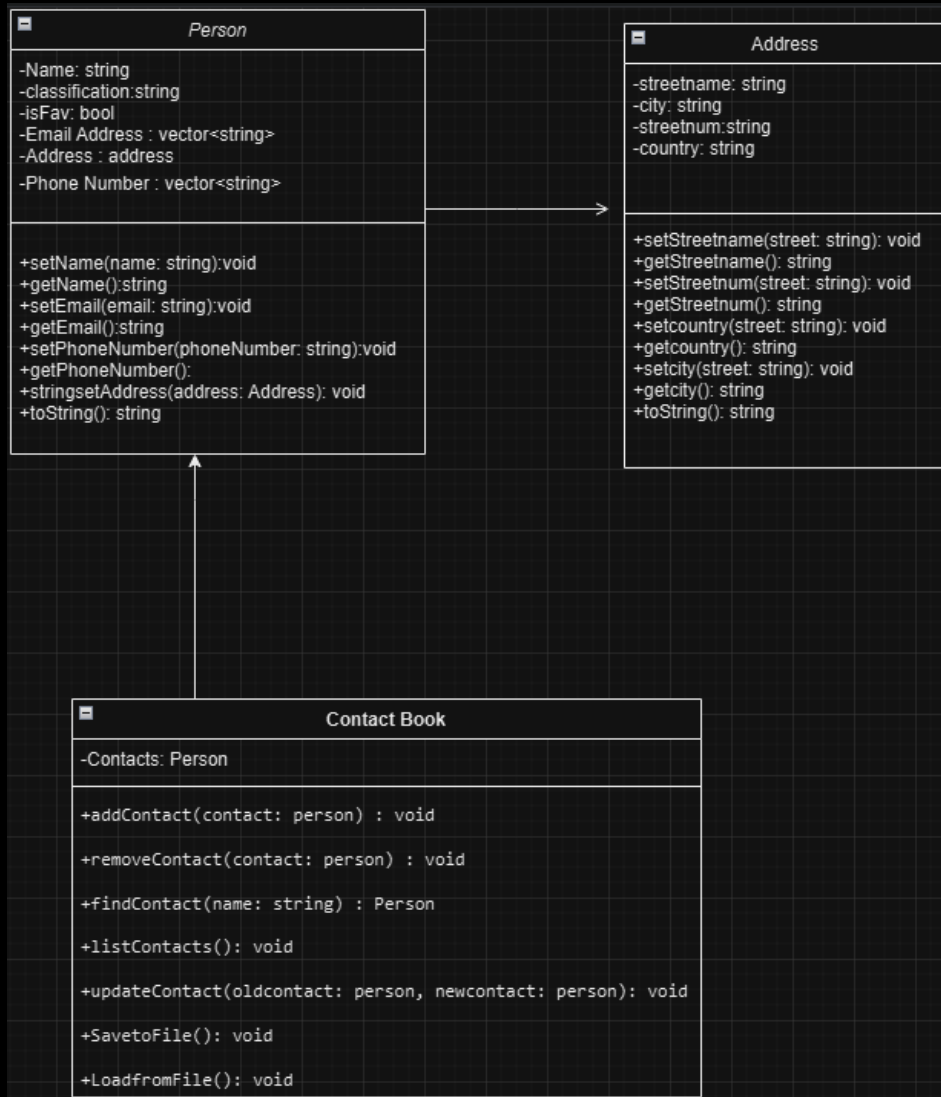 Person
-Name: string
-classification:string
-isFav: bool
-Email Address : vector<string>
-Address : address
-Phone Number : vector<string>
+setName(name: string):void
+getName():string
+setEmail(email: string):void
+getEmail():string
+setPhoneNumber(phoneNumber: string):void
+getPhoneNumber():
+stringsetAddress(address: Address): void
+toString(): string
Address
-streetname: string
-city: string
-streetnum:string
-country: string
+setStreetname(street: string): void
+getStreetname(): string
+setStreetnum(street: string): void
+getStreetnum(): string
+setcountry(street: string): void
+getcountry(): string
+setcity(street: string): void
+getcity(): string
+toString(): string
Contact Book
-Contacts: Person
+addContact(contact: person) : void
+removeContact(contact: person) : void
+findContact(name: string) : Person
+listContacts(): void
+updateContact(oldcontact: person, newcontact: person): void
+SavetoFile(): void
+LoadfromFile(): void